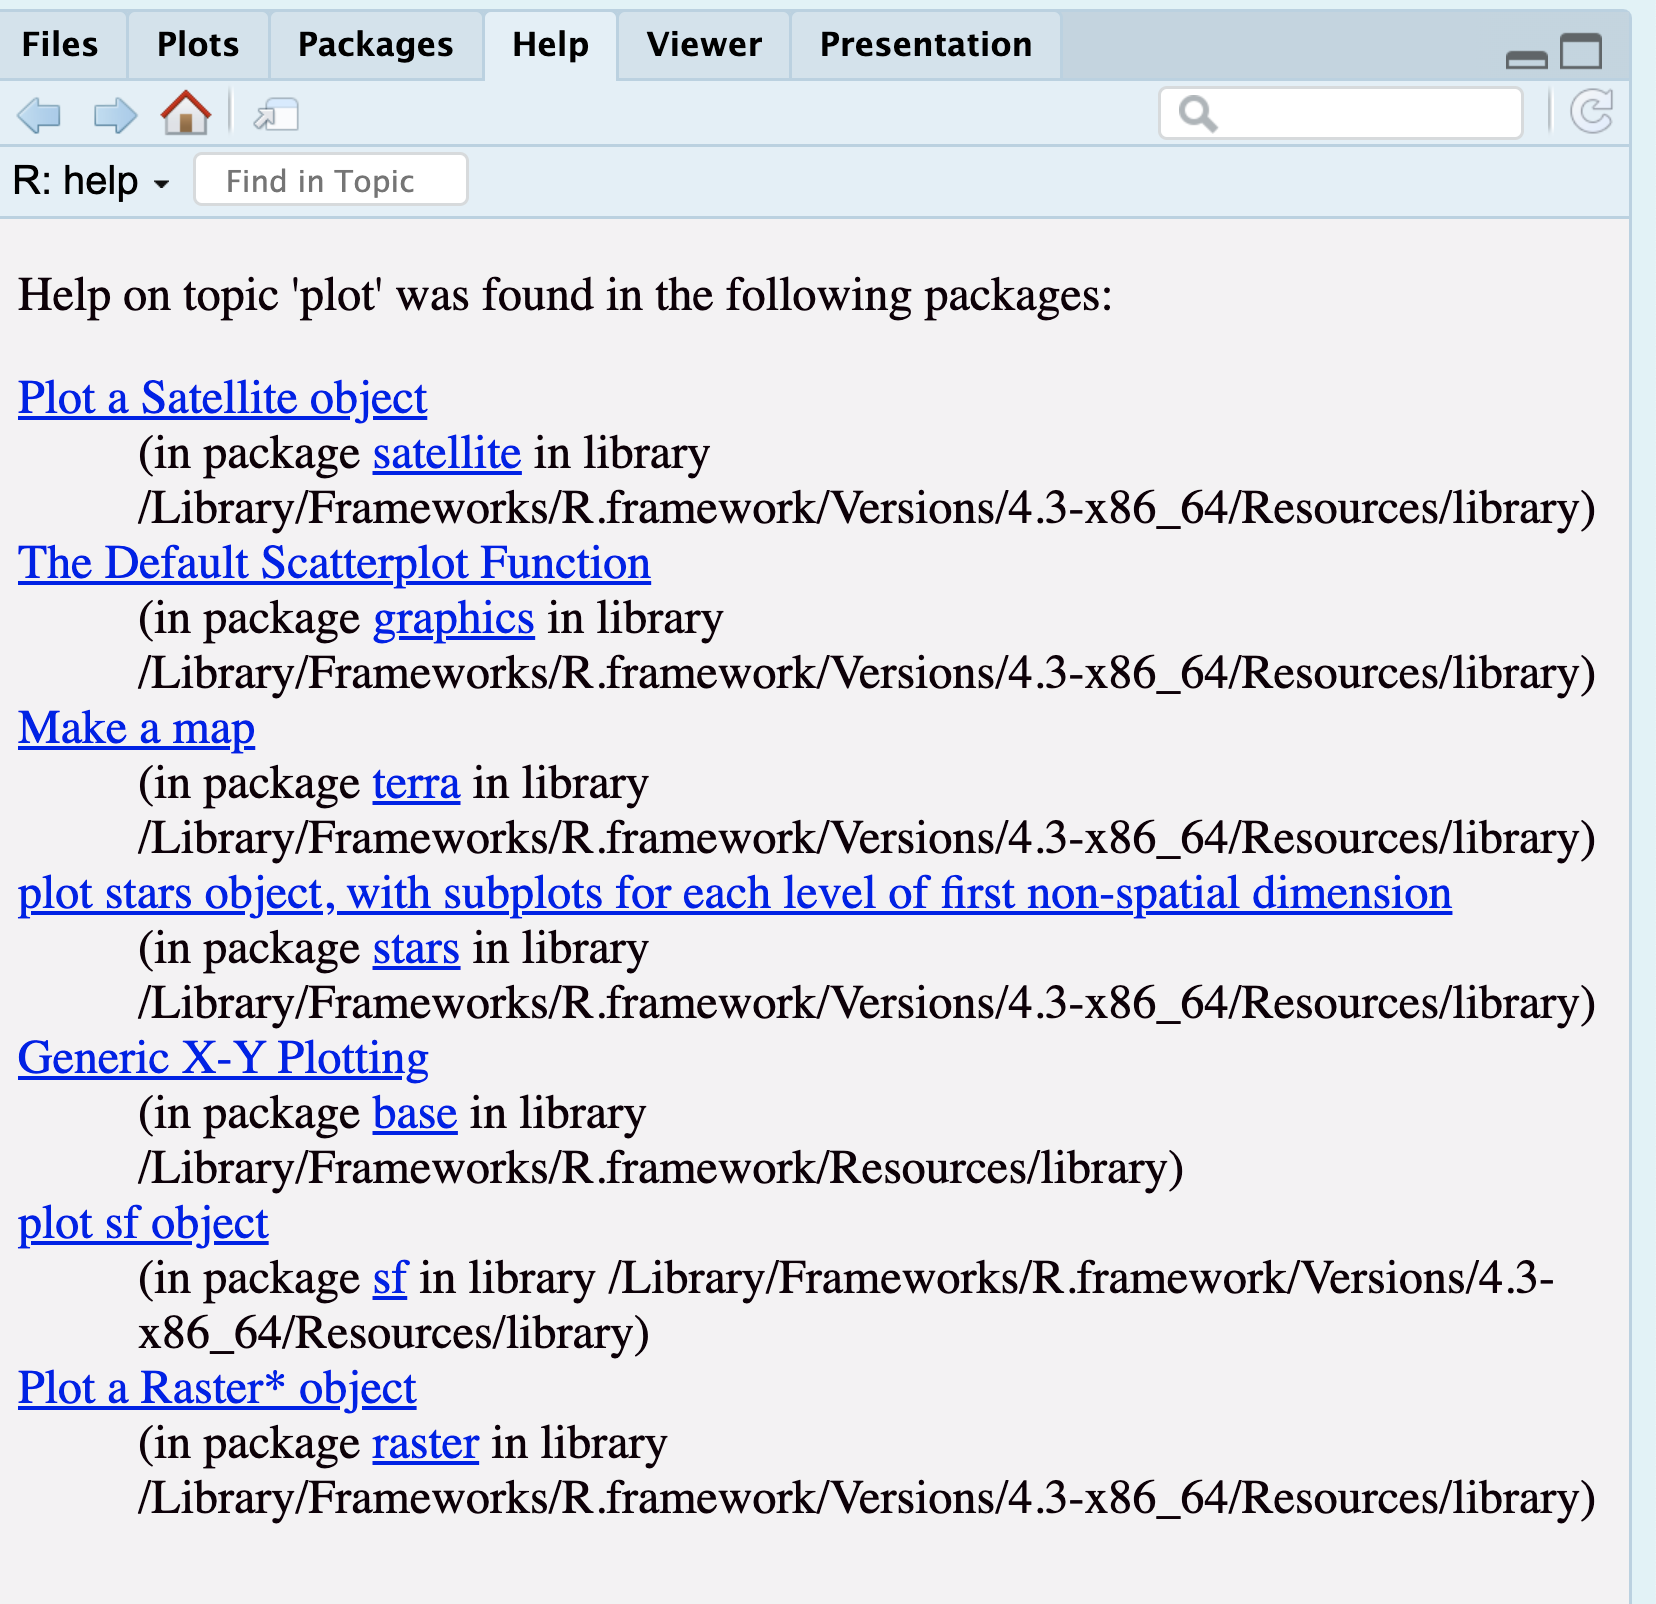 Files Plots Packages Help Viewer Presentation
R: help Find in Topic
Help on topic 'plot' was found in the following packages:
Plot a Satellite object
(in package satellite in library
/Library/Frameworks/R.framework/Versions/4.3-x86_64/Resources/library)
The Default Scatterplot Function
(in package graphics in library
/Library/Frameworks/R.framework/Versions/4.3-x86_64/Resources/library)
Make a map
(in package terra in library
/Library/Frameworks/R.framework/Versions/4.3-x86_64/Resources/library)
plot stars object, with subplots for each level of first non-spatial dimension
(in package stars in library
/Library/Frameworks/R.framework/Versions/4.3-x86_64/Resources/library)
Generic X-Y Plotting
(in package base in library
/Library/Frameworks/R.framework/Resources/library)
plot sf object
(in package sf in library /Library/Frameworks/R.framework/Versions/4.3-
x86_64/Resources/library)
Plot a Raster* object
(in package raster in library
/Library/Frameworks/R.framework/Versions/4.3-x86_64/Resources/library)